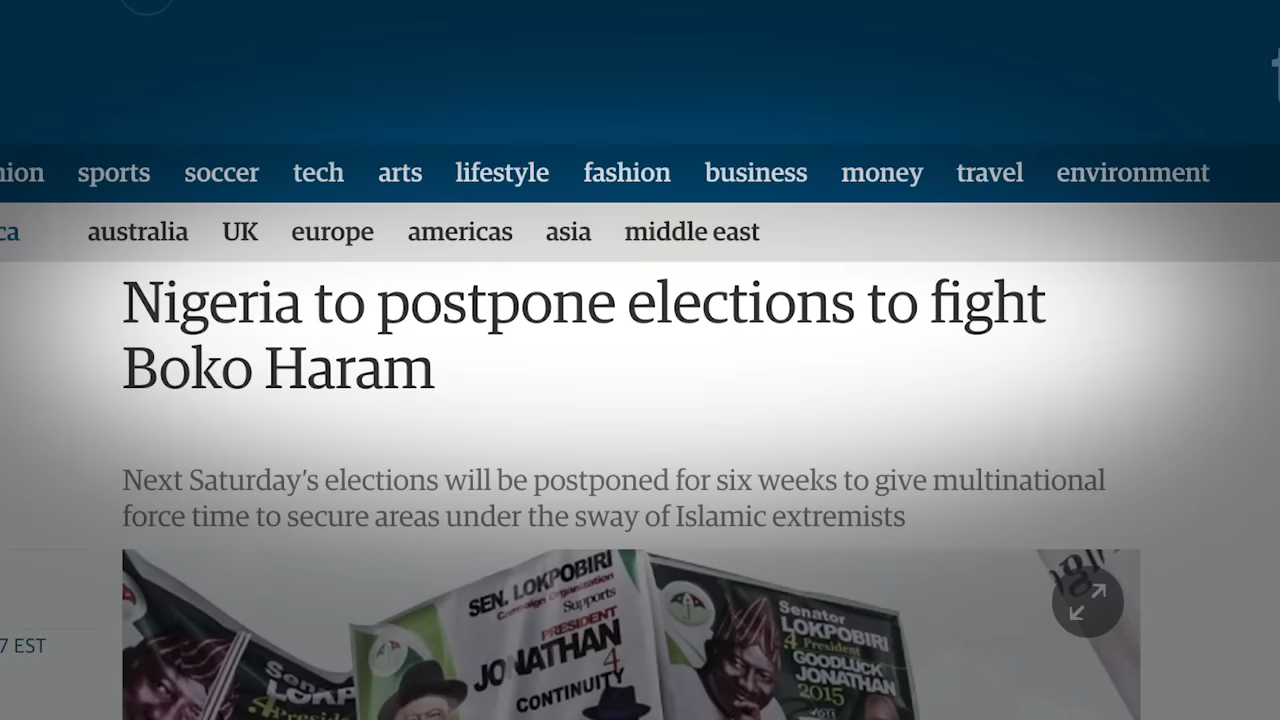 sports soccer tech arts lifestyle fashion business money travel environment
australia UK europe americas asia middle east
Nigeria to postpone elections to fight
Boko Haram
Next Saturday's elections will be postponed for six weeks to give multinational
force time to secure areas under the sway of Islamic extremists
7 EST
SEN. LOKPOBIRI
Campaign Organization
Supports
PRESIDENT
JONATHAN
4
CONTINUITY
Senator
LOKPOBIRI
4 President
GOODLUCK
JONATHAN
2015